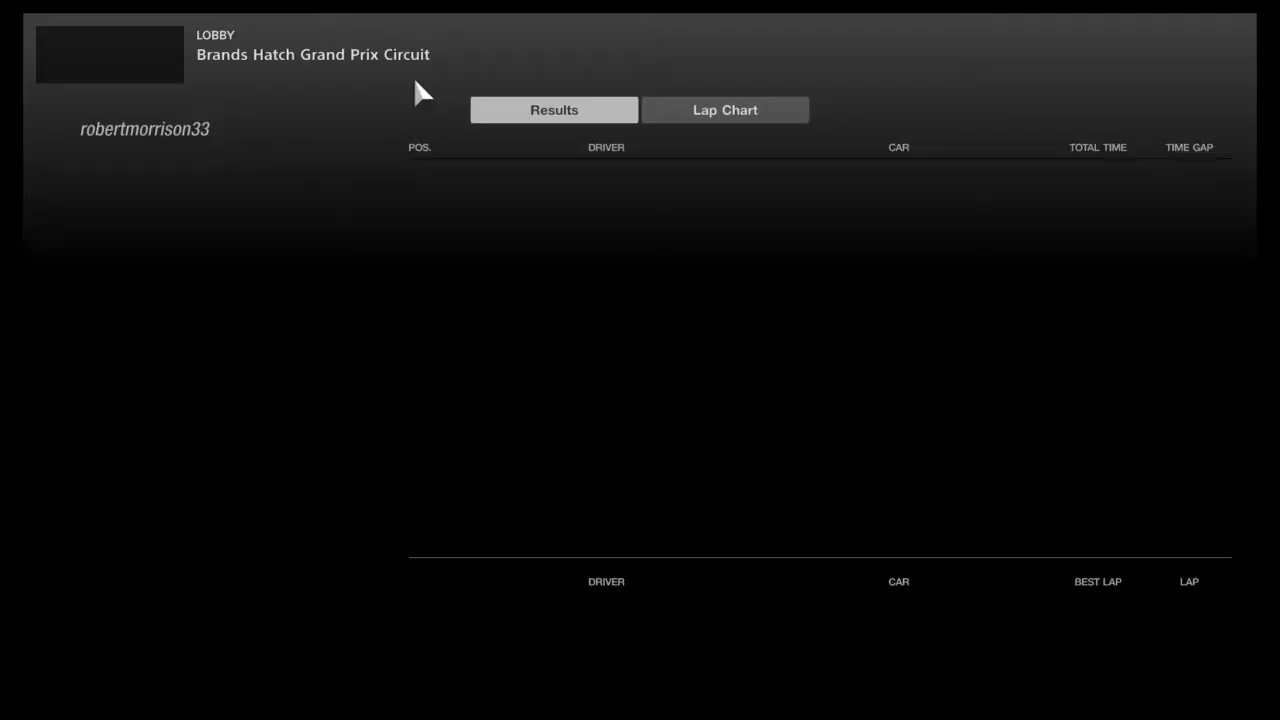 LOBBY
Brands Hatch Grand Prix Circuit
Results
Lap Chart
robertmorrison33
POS. DRIVER CAR TOTAL TIME TIME GAP
DRIVER CAR BEST LAP LAP